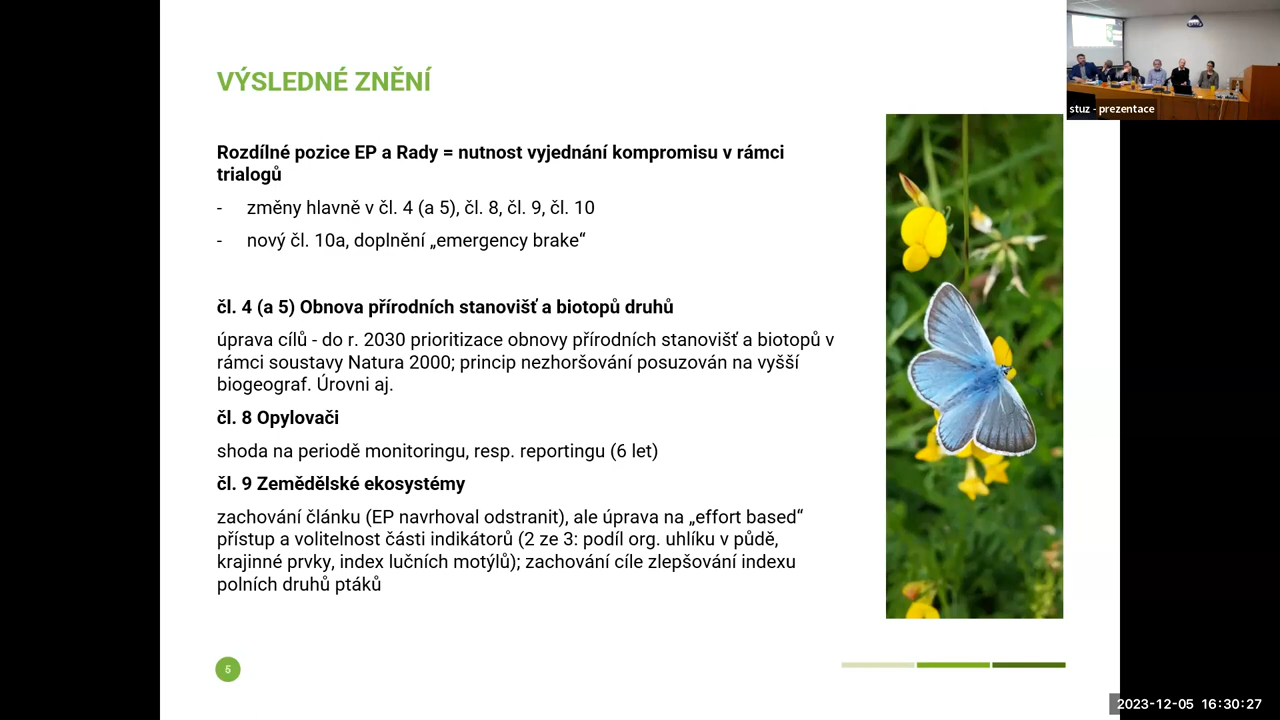 VÝSLEDNÉ ZNĚNÍ
Rozdílné pozice EP a Rady = nutnost vyjednání kompromisu v rámci
trialogů
- změny hlavně v čl. 4 (a 5), čl. 8, čl. 9, čl. 10
- nový čl. 10a, doplnění „emergency brake“
čl. 4 (a 5) Obnova přírodních stanovišť a biotopů druhů
úprava cílů - do r. 2030 prioritizace obnovy přírodních stanovišť a biotopů v
rámci soustavy Natura 2000; princip nezhoršování posuzován na vyšší
biogeograf. Úrovni aj.
čl. 8 Opylovači
shoda na periodě monitoringu, resp. reportingu (6 let)
čl. 9 Zemědělské ekosystémy
zachování článku (EP navrhoval odstranit), ale úprava na „effort based“
přístup a volitelnost části indikátorů (2 ze 3: podíl org. uhlíku v půdě,
krajinné prvky, index lučních motýlů); zachování cíle zlepšování indexu
polních druhů ptáků
5
stuz - prezentace
2023-12-05 16:30:27